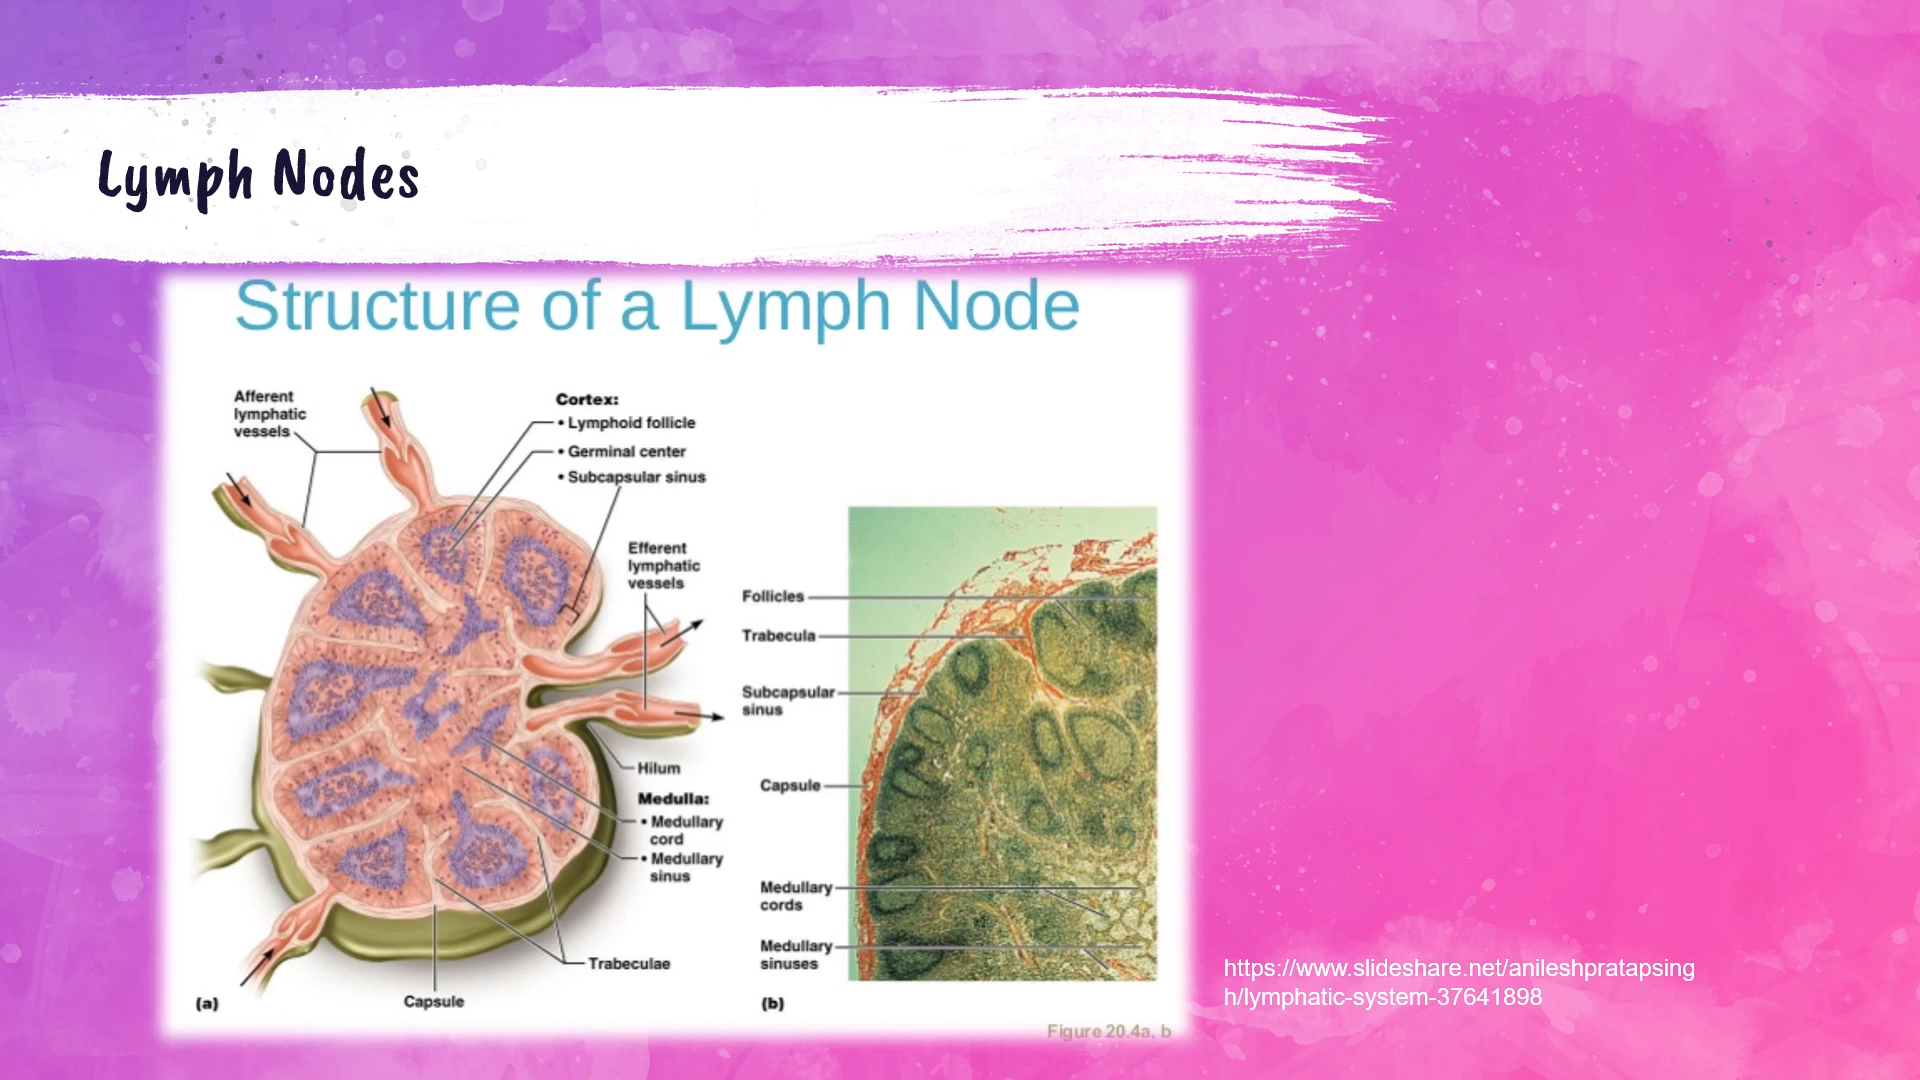 Lymph Nodes
Structure of a Lymph Node
Afferent
lymphatic
vessels
Cortex:
• Lymphoid follicle
• Germinal center
• Subcapsular sinus
Efferent
lymphatic
vessels
Hilum
Medulla:
• Medullary
cord
• Medullary
sinus
Trabeculae
Capsule
(a)
Follicles
Trabecula
Subcapsular
sinus
Capsule
Medullary
cords
Medullary
sinuses
(b)
Figure 20.4a, b
https://www.slideshare.net/anileshpratapsing
h/lymphatic-system-37641898